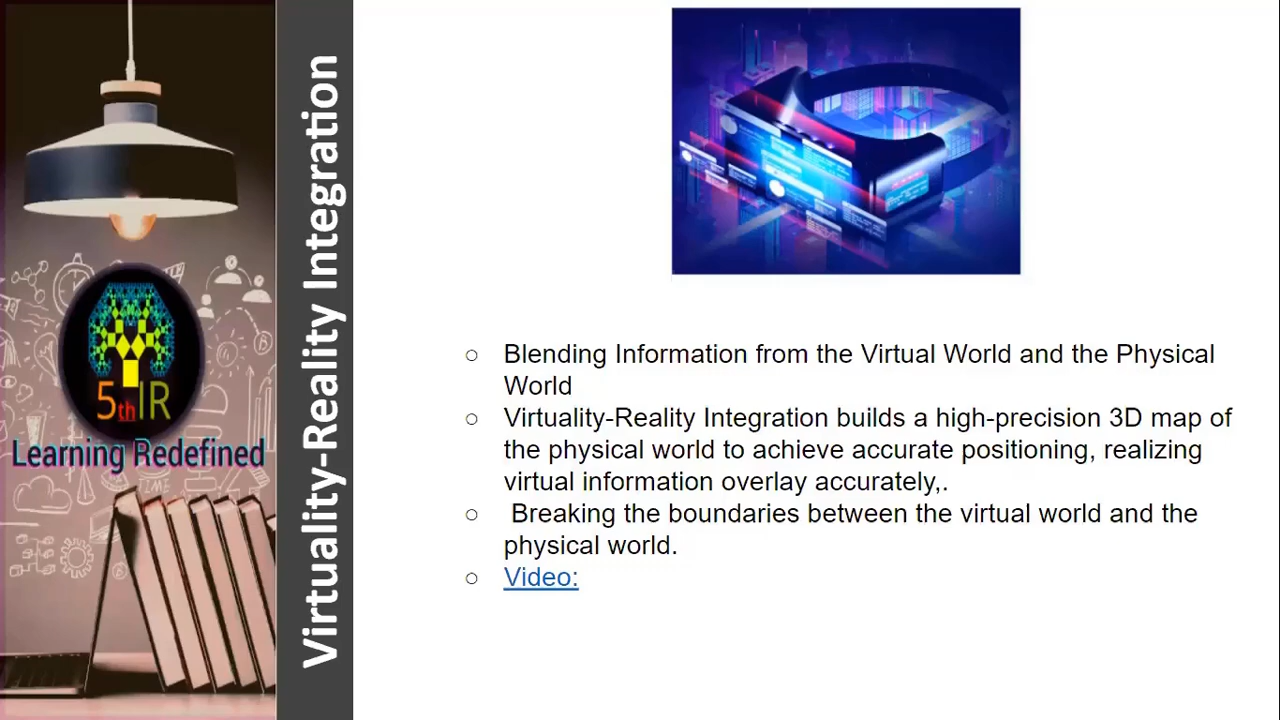 Virtuality-Reality Integration
5thIR
Learning Redefined
TIME
○ Blending Information from the Virtual World and the Physical
World
○ Virtuality-Reality Integration builds a high-precision 3D map of
the physical world to achieve accurate positioning, realizing
virtual information overlay accurately,.
○ Breaking the boundaries between the virtual world and the
physical world.
○ Video: